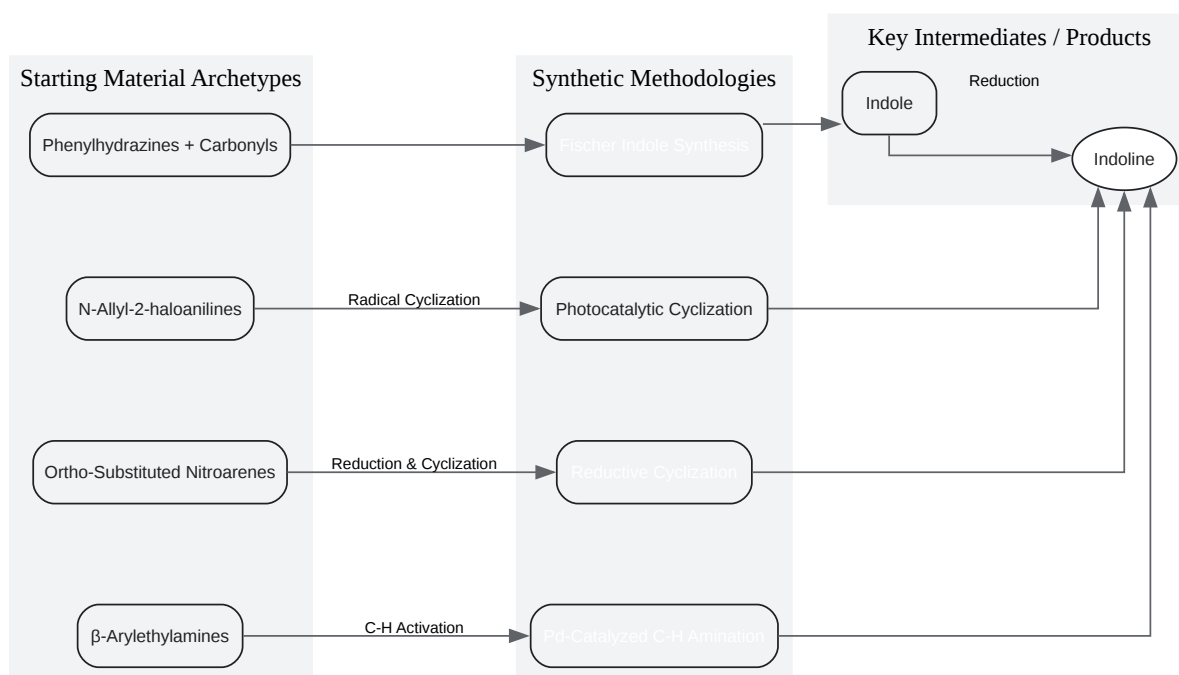 Key Intermediates / Products
Starting Material Archetypes
Synthetic Methodologies
Indole
Reduction
Phenylhydrazines + Carbonyls
Fischer Indole Synthesis
Indoline
N-Allyl-2-haloanilines
Radical Cyclization
Photocatalytic Cyclization
Ortho-Substituted Nitroarenes
Reduction & Cyclization
Reductive Cyclization
β-Arylethylamines
C-H Activation
Pd-Catalyzed C-H Amination